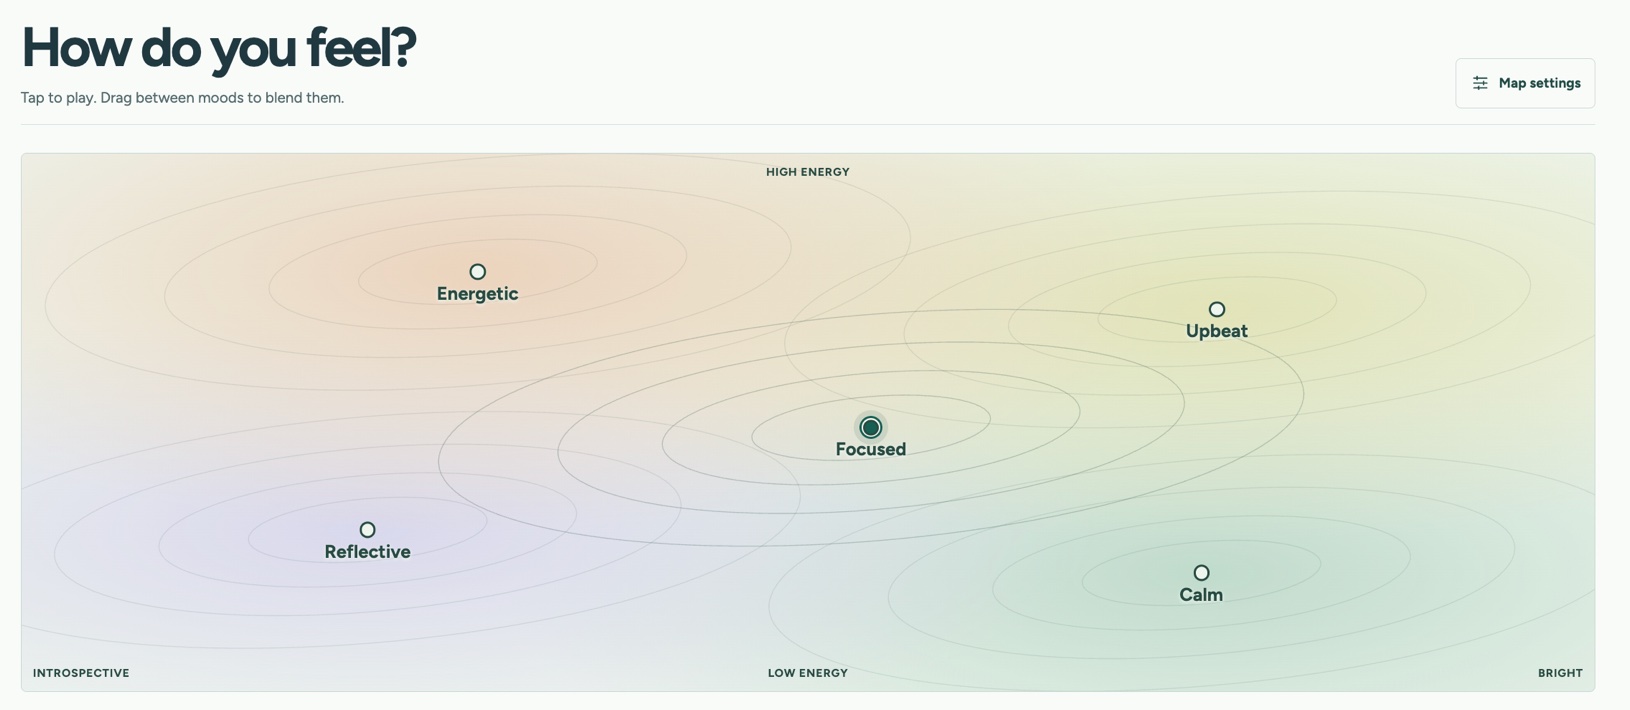 How do you feel?
Tap to play. Drag between moods to blend them.
Map settings
HIGH ENERGY
Energetic
Upbeat
Focused
Reflective
Calm
INTROSPECTIVE
LOW ENERGY
BRIGHT